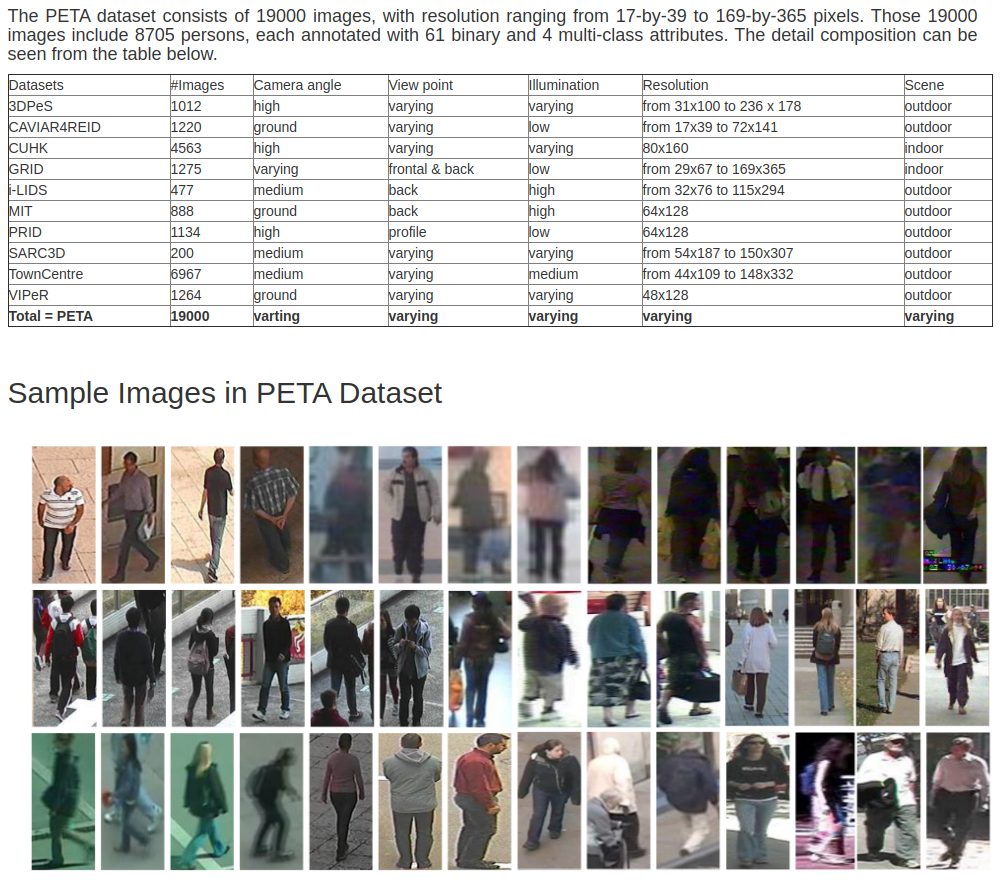 The PETA dataset consists of 19000 images, with resolution ranging from 17-by-39 to 169-by-365 pixels. Those 19000
images include 8705 persons, each annotated with 61 binary and 4 multi-class attributes. The detail composition can be
seen from the table below.
Datasets #Images Camera angle View point Illumination Resolution Scene
3DPeS 1012 high varying varying from 31x100 to 236 x 178 outdoor
CAVIAR4REID 1220 ground varying low from 17x39 to 72x141 outdoor
CUHK 4563 high varying varying 80x160 indoor
GRID 1275 varying frontal & back low from 29x67 to 169x365 indoor
i-LIDS 477 medium back high from 32x76 to 115x294 outdoor
MIT 888 ground back high 64x128 outdoor
PRID 1134 high profile low 64x128 outdoor
SARC3D 200 medium varying varying from 54x187 to 150x307 outdoor
TownCentre 6967 medium varying medium from 44x109 to 148x332 outdoor
VIPeR 1264 ground varying varying 48x128 outdoor
Total = PETA 19000 varting varying varying varying varying
Sample Images in PETA Dataset